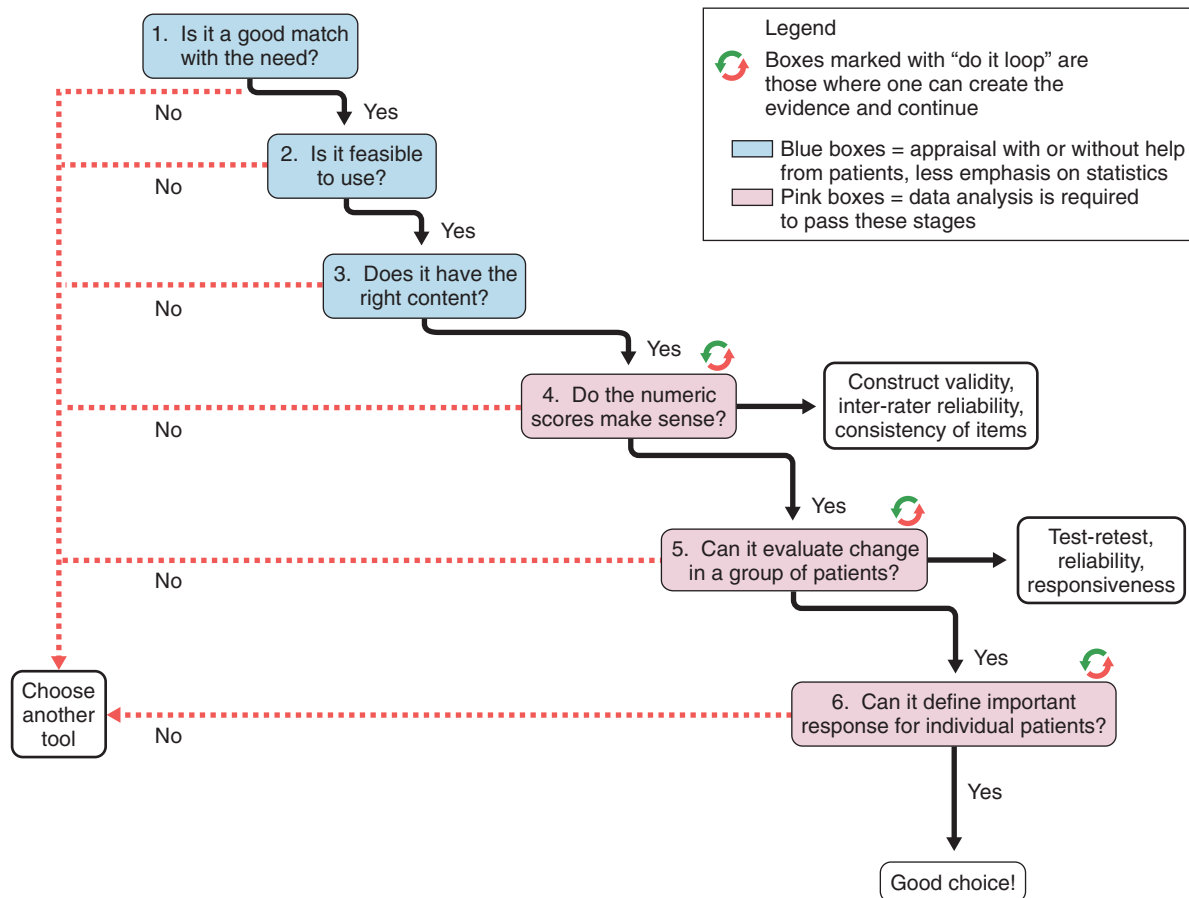 1. Is it a good match
with the need?
No
Yes
2. Is it feasible
to use?
No
Yes
3. Does it have the
right content?
No
Yes
4. Do the numeric
scores make sense?
No
Construct validity,
inter-rater reliability,
consistency of items
Yes
5. Can it evaluate change
in a group of patients?
No
Test-retest,
reliability,
responsiveness
Yes
6. Can it define important
response for individual patients?
No
Choose
another
tool
Yes
Good choice!
Legend
Boxes marked with “do it loop” are
those where one can create the
evidence and continue
Blue boxes = appraisal with or without help
from patients, less emphasis on statistics
Pink boxes = data analysis is required
to pass these stages